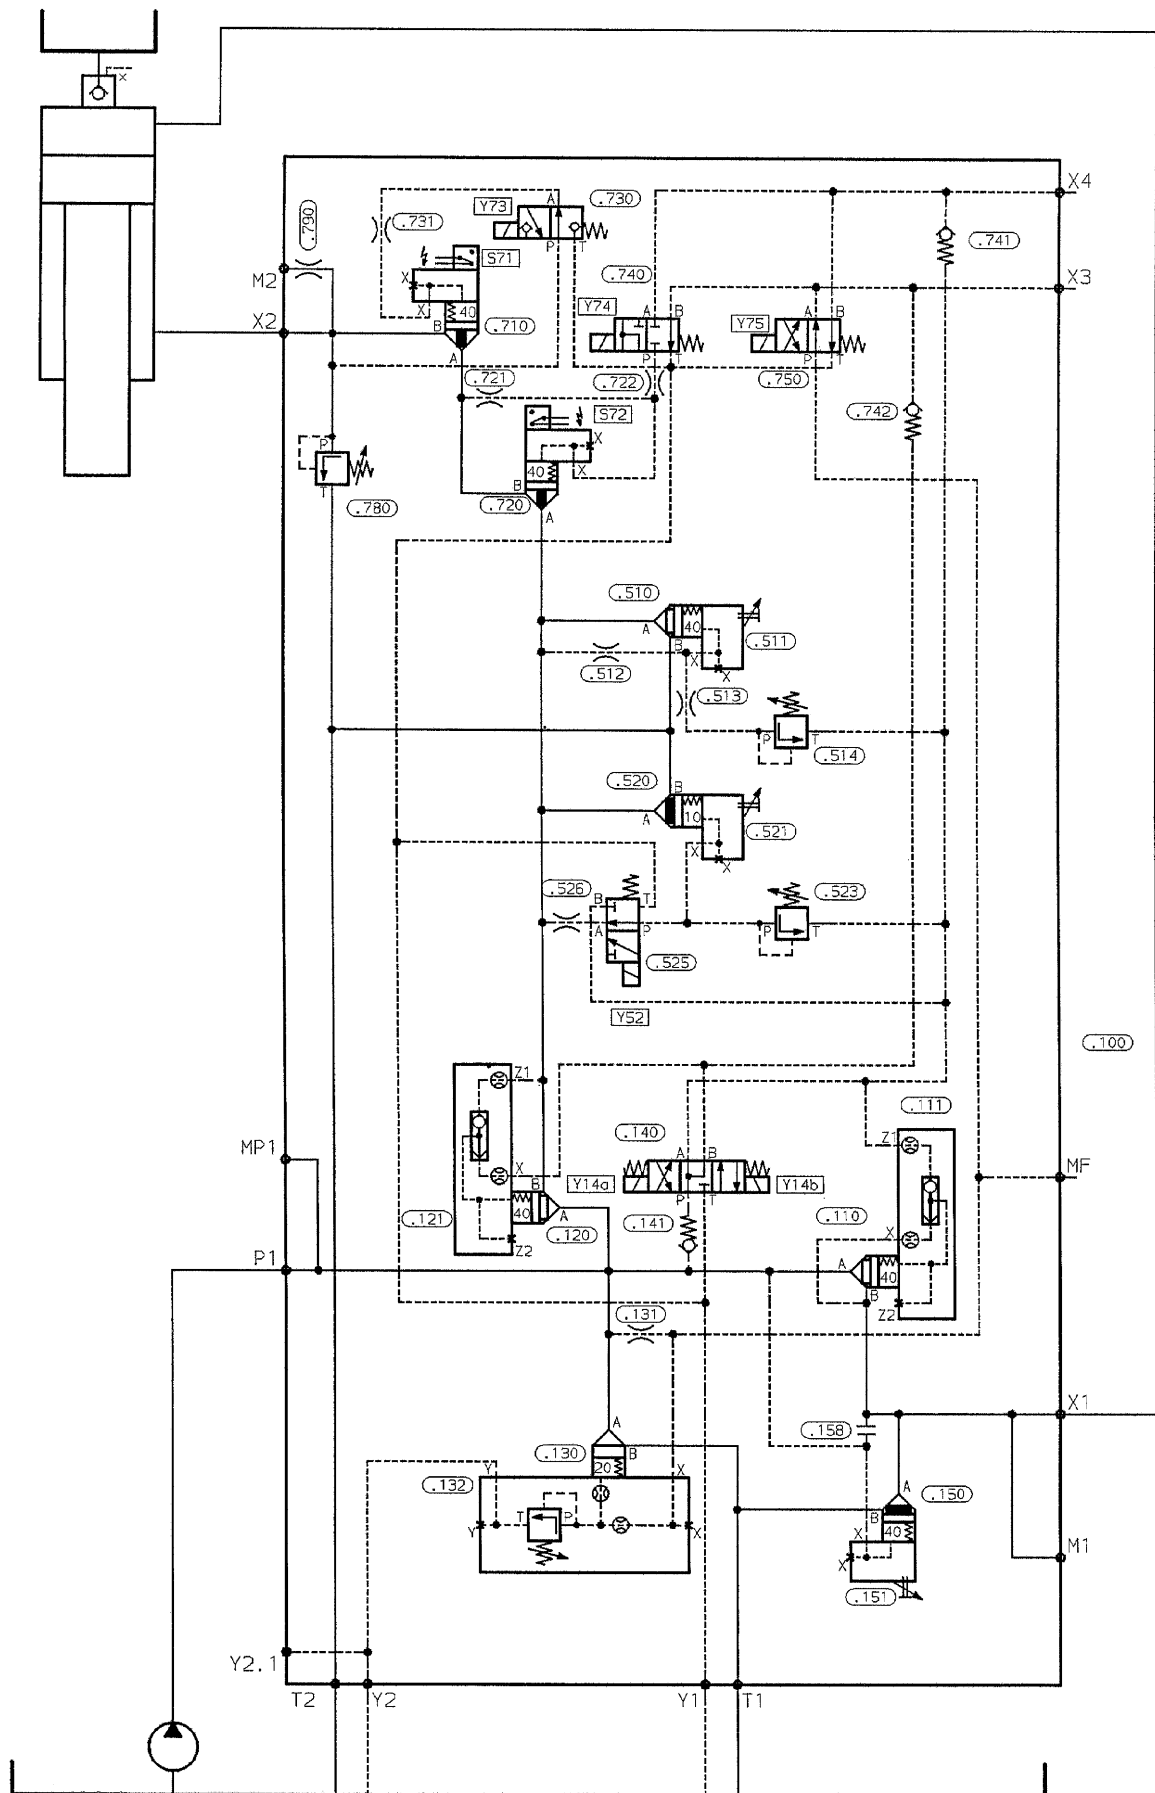 x
X4
.790
.731
Y73
A
.730
P T
S71
.741
M2
X
X
40
.740
X3
X2
B
.710
A
Y74
A B
P T
Y75
A B
P T
.721
.722
.750
.742
S72
X
P
T
.780
40
X
B
.720
A
.510
A
40
B
X
X
.511
.512
.513
P T
.514
.520
B
A
10
X
X
.521
.526
B T
A P
.523
P T
.525
Y52
.100
Z1
.111
MP1
.140
A B
Z1
X
Y14a
P T
Y14b
MF
B
40
A
.121
.120
Z2
.141
.110
X
P1
A
40
B
Z2
.131
X1
A
.158
.130
B
20
.132
Y
X
T P
Y
X
A
.150
B
40
X
X
M1
.151
Y2.1
T2
Y2
Y1
T1